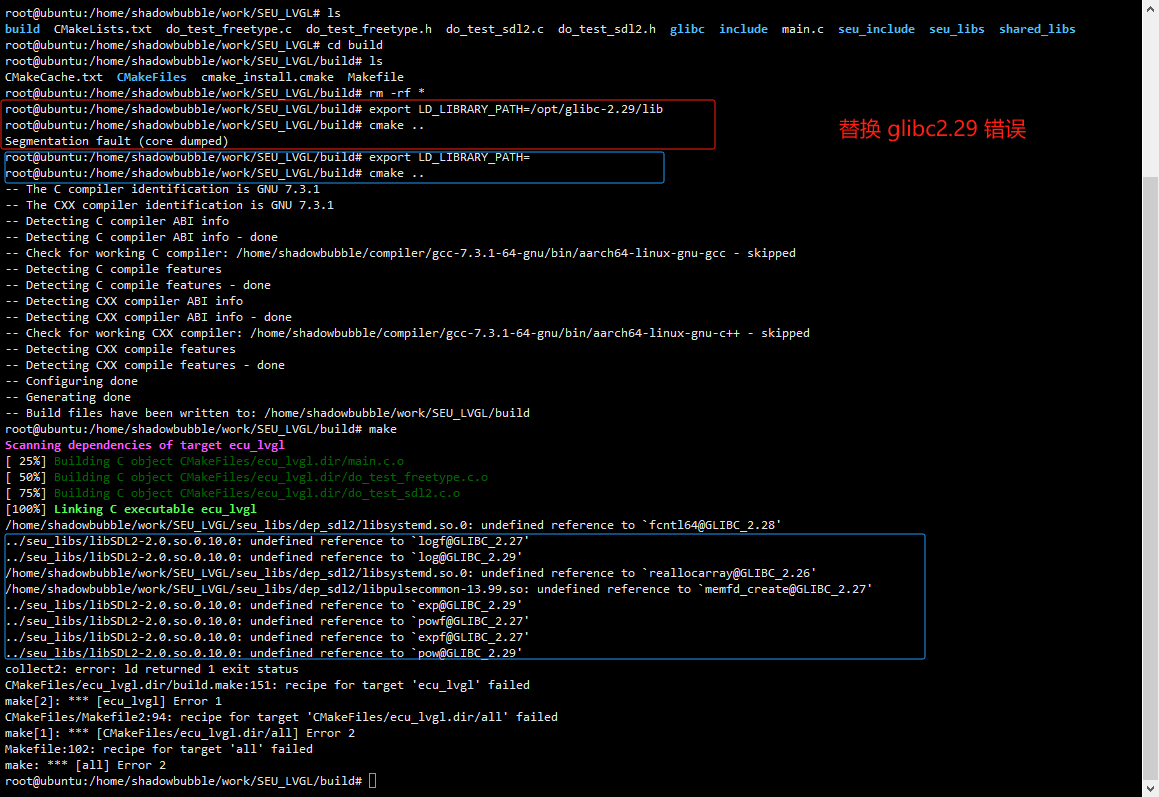 root@ubuntu:/home/shadowbubble/work/SEU_LVGL# ls
build  CMakeLists.txt  do_test_freetype.c  do_test_freetype.h  do_test_sdl2.c  do_test_sdl2.h  glibc  include  main.c  seu_include  seu_libs  shared_libs
root@ubuntu:/home/shadowbubble/work/SEU_LVGL# cd build
root@ubuntu:/home/shadowbubble/work/SEU_LVGL/build# ls
CMakeCache.txt  CMakeFiles  cmake_install.cmake  Makefile
root@ubuntu:/home/shadowbubble/work/SEU_LVGL/build# rm -rf *
root@ubuntu:/home/shadowbubble/work/SEU_LVGL/build# export LD_LIBRARY_PATH=/opt/glibc-2.29/lib
root@ubuntu:/home/shadowbubble/work/SEU_LVGL/build# cmake ..
替换 glibc2.29 错误
Segmentation fault (core dumped)
root@ubuntu:/home/shadowbubble/work/SEU_LVGL/build# export LD_LIBRARY_PATH=
root@ubuntu:/home/shadowbubble/work/SEU_LVGL/build# cmake ..
-- The C compiler identification is GNU 7.3.1
-- The CXX compiler identification is GNU 7.3.1
-- Detecting C compiler ABI info
-- Detecting C compiler ABI info - done
-- Check for working C compiler: /home/shadowbubble/compiler/gcc-7.3.1-64-gnu/bin/aarch64-linux-gnu-gcc - skipped
-- Detecting C compile features
-- Detecting C compile features - done
-- Detecting CXX compiler ABI info
-- Detecting CXX compiler ABI info - done
-- Check for working CXX compiler: /home/shadowbubble/compiler/gcc-7.3.1-64-gnu/bin/aarch64-linux-gnu-c++ - skipped
-- Detecting CXX compile features
-- Detecting CXX compile features - done
-- Configuring done
-- Generating done
-- Build files have been written to: /home/shadowbubble/work/SEU_LVGL/build
root@ubuntu:/home/shadowbubble/work/SEU_LVGL/build# make
Scanning dependencies of target ecu_lvgl
[ 25%] Building C object CMakeFiles/ecu_lvgl.dir/main.c.o
[ 50%] Building C object CMakeFiles/ecu_lvgl.dir/do_test_freetype.c.o
[ 75%] Building C object CMakeFiles/ecu_lvgl.dir/do_test_sdl2.c.o
[100%] Linking C executable ecu_lvgl
/home/shadowbubble/work/SEU_LVGL/seu_libs/dep_sdl2/libsystemd.so.0: undefined reference to `fcntl64@GLIBC_2.28'
../seu_libs/libSDL2-2.0.so.0.10.0: undefined reference to `logf@GLIBC_2.27'
../seu_libs/libSDL2-2.0.so.0.10.0: undefined reference to `log@GLIBC_2.29'
/home/shadowbubble/work/SEU_LVGL/seu_libs/dep_sdl2/libsystemd.so.0: undefined reference to `reallocarray@GLIBC_2.26'
/home/shadowbubble/work/SEU_LVGL/seu_libs/dep_sdl2/libpulsecommon-13.99.so: undefined reference to `memfd_create@GLIBC_2.27'
../seu_libs/libSDL2-2.0.so.0.10.0: undefined reference to `exp@GLIBC_2.29'
../seu_libs/libSDL2-2.0.so.0.10.0: undefined reference to `powf@GLIBC_2.27'
../seu_libs/libSDL2-2.0.so.0.10.0: undefined reference to `expf@GLIBC_2.27'
../seu_libs/libSDL2-2.0.so.0.10.0: undefined reference to `pow@GLIBC_2.29'
collect2: error: ld returned 1 exit status
CMakeFiles/ecu_lvgl.dir/build.make:151: recipe for target 'ecu_lvgl' failed
make[2]: *** [ecu_lvgl] Error 1
CMakeFiles/Makefile2:94: recipe for target 'CMakeFiles/ecu_lvgl.dir/all' failed
make[1]: *** [CMakeFiles/ecu_lvgl.dir/all] Error 2
Makefile:102: recipe for target 'all' failed
make: *** [all] Error 2
root@ubuntu:/home/shadowbubble/work/SEU_LVGL/build#